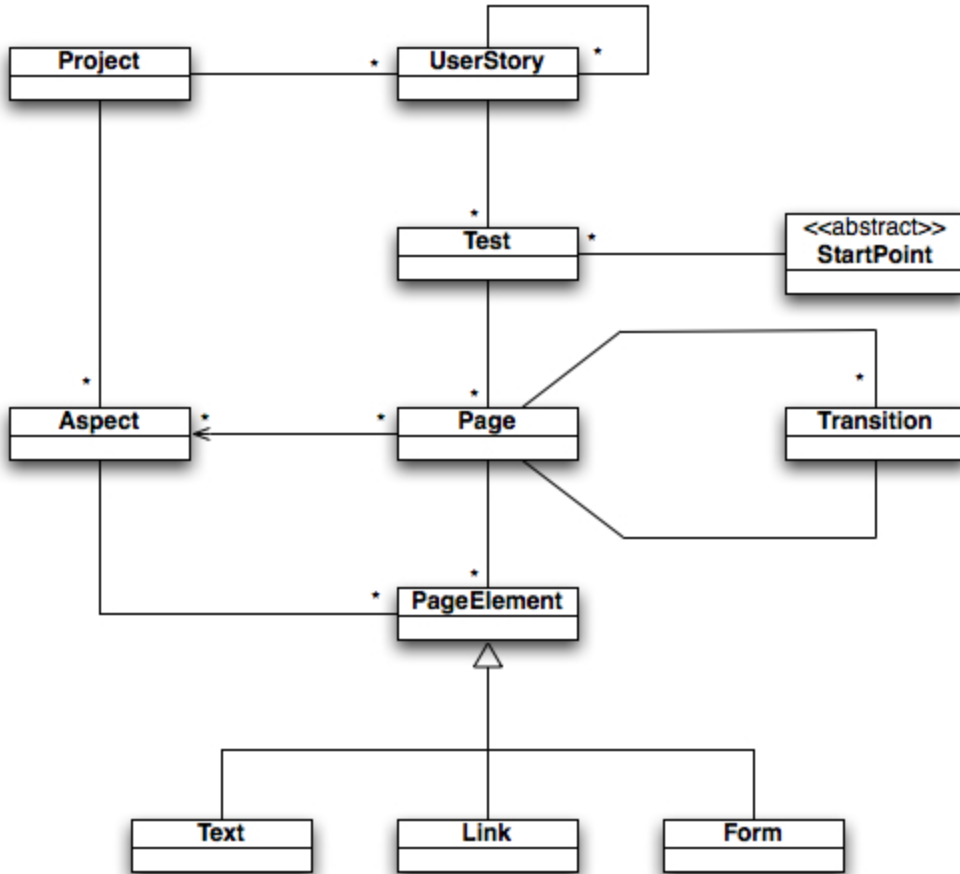 *
Project
*
UserStory
*
Test
*
<<abstract>>
StartPoint
*
*
*
Aspect
*
*
Page
Transition
*
*
PageElement
Text
Link
Form